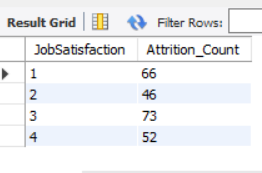 Result Grid Filter Rows:
JobSatisfaction Attrition_Count
1 66
2 46
3 73
4 52